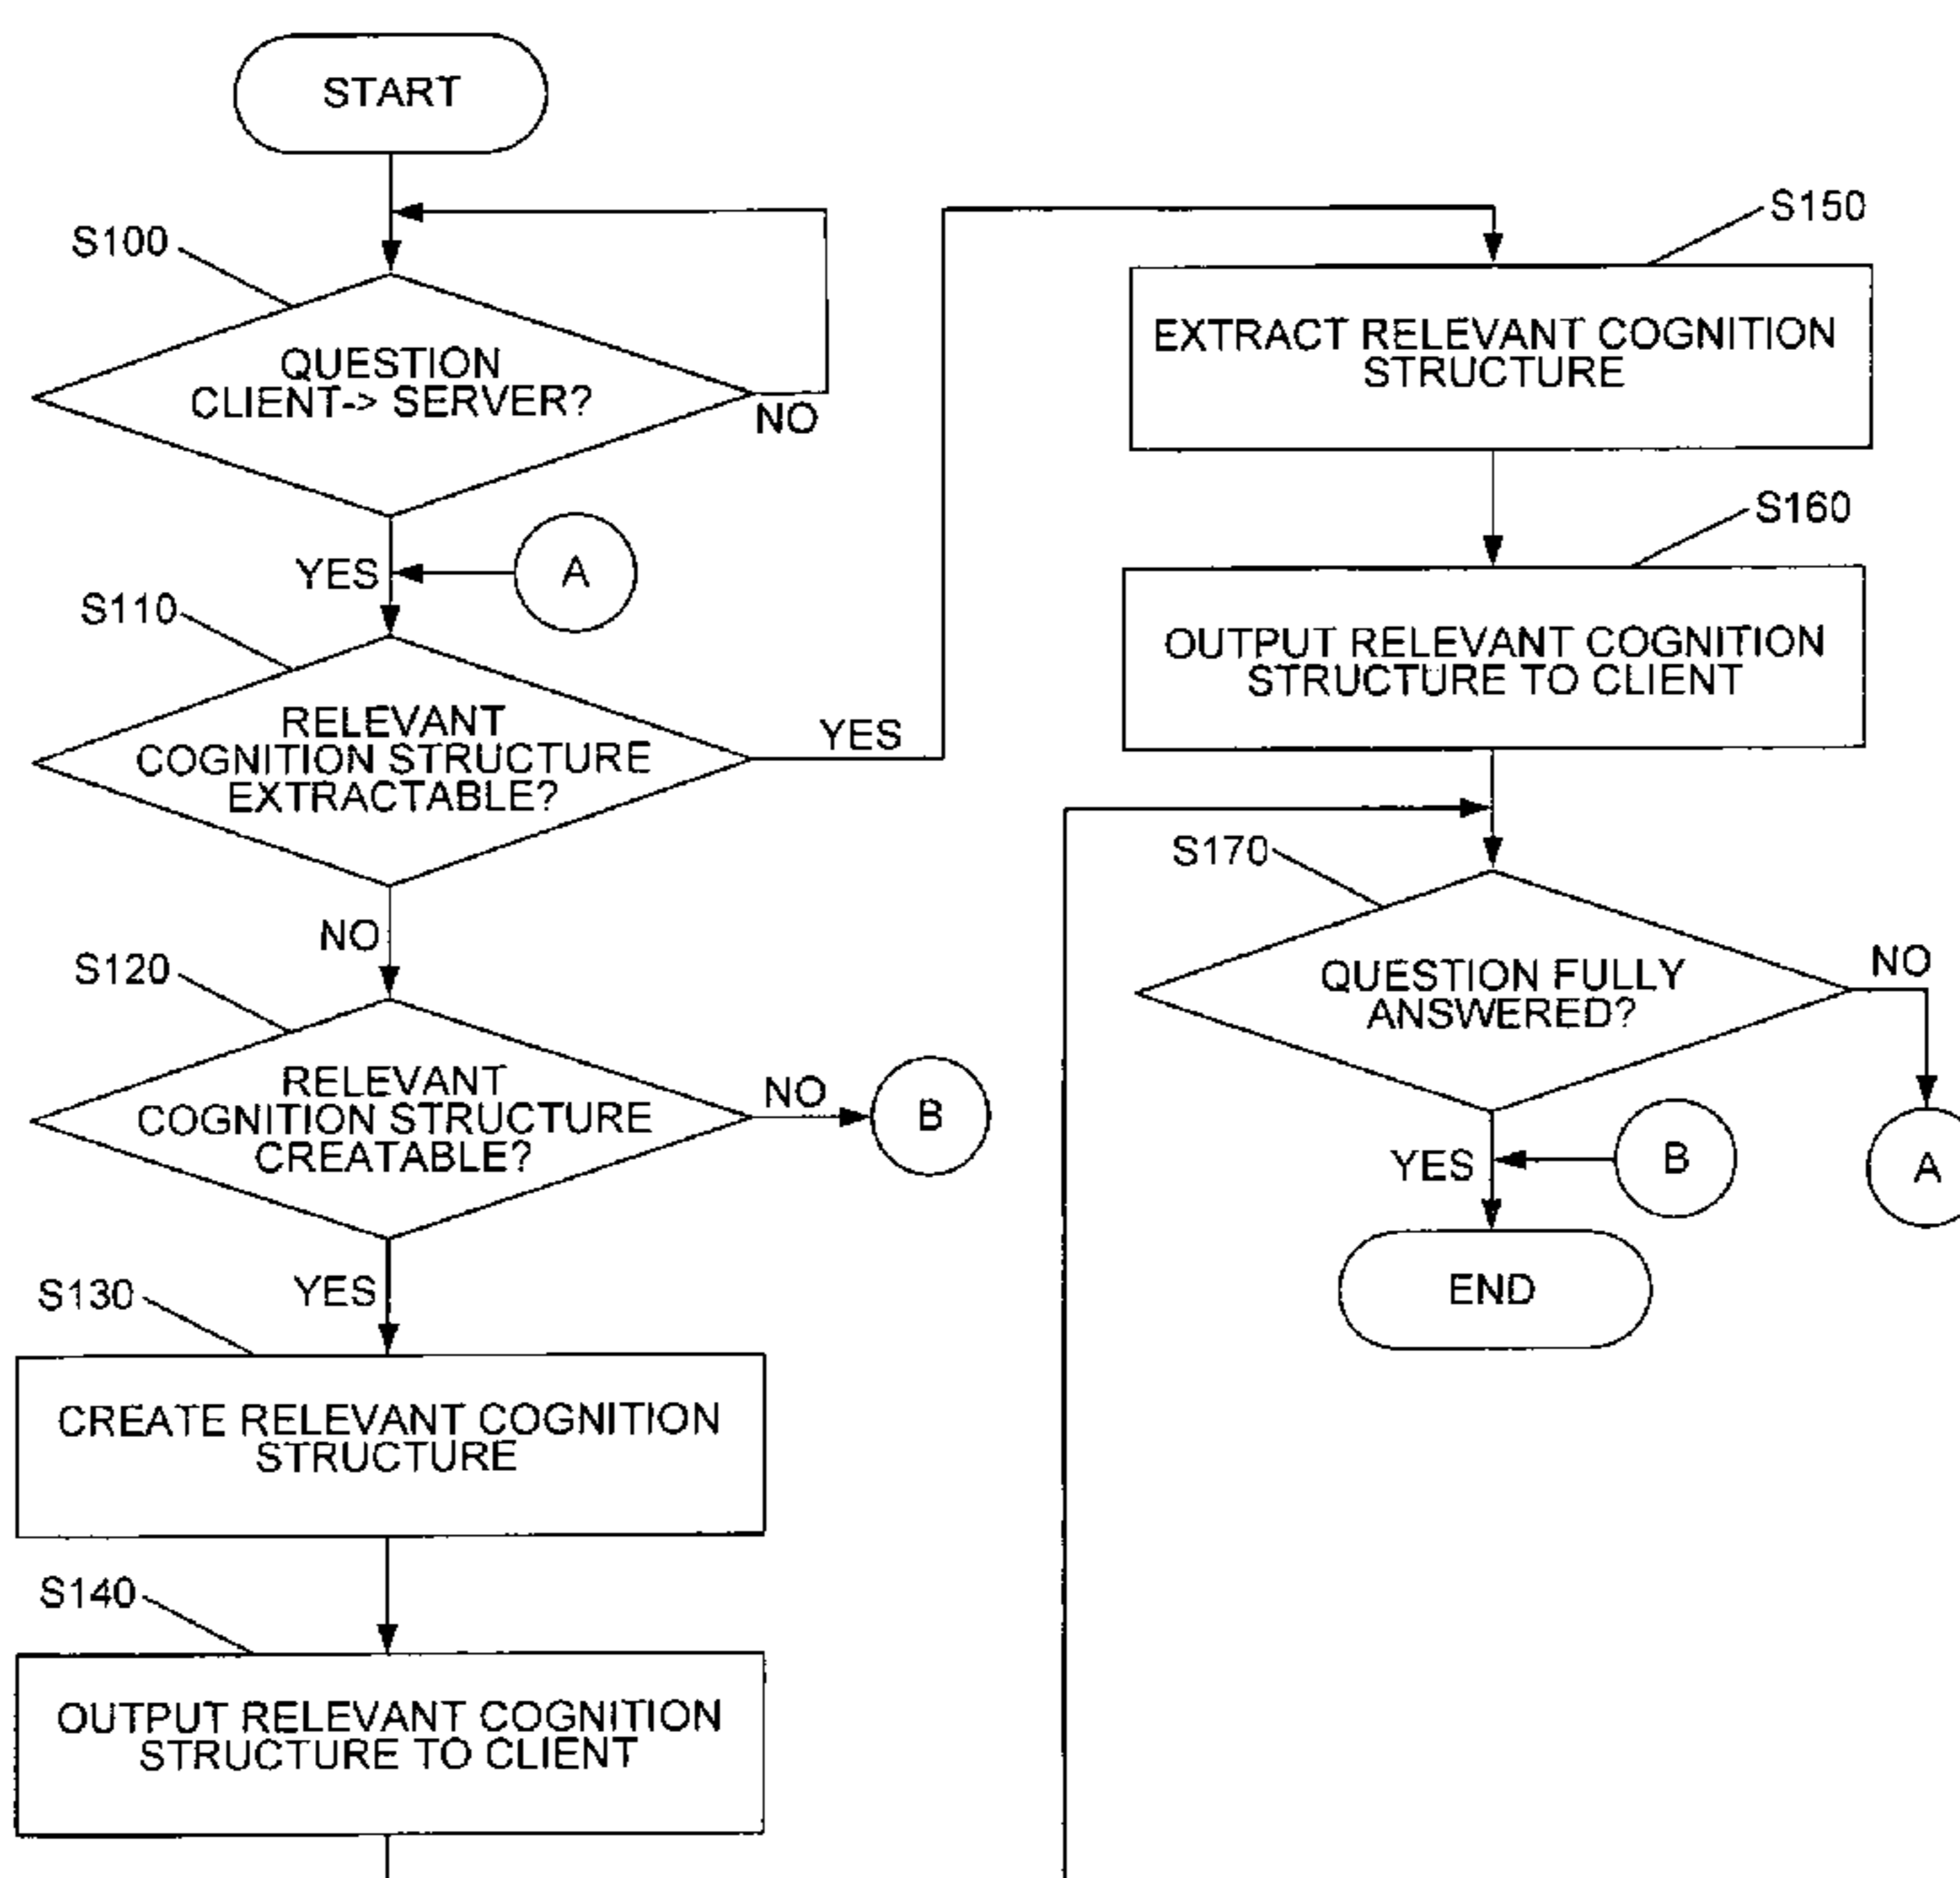 START
S100
QUESTION
CLIENT-> SERVER?
NO
YES
A
S110
RELEVANT
COGNITION STRUCTURE
EXTRACTABLE?
YES
NO
S120
RELEVANT
COGNITION STRUCTURE
CREATABLE?
NO
B
YES
S130
CREATE RELEVANT COGNITION
STRUCTURE
S140
OUTPUT RELEVANT COGNITION
STRUCTURE TO CLIENT
S150
EXTRACT RELEVANT COGNITION
STRUCTURE
S160
OUTPUT RELEVANT COGNITION
STRUCTURE TO CLIENT
S170
QUESTION FULLY
ANSWERED?
NO
A
YES
B
END